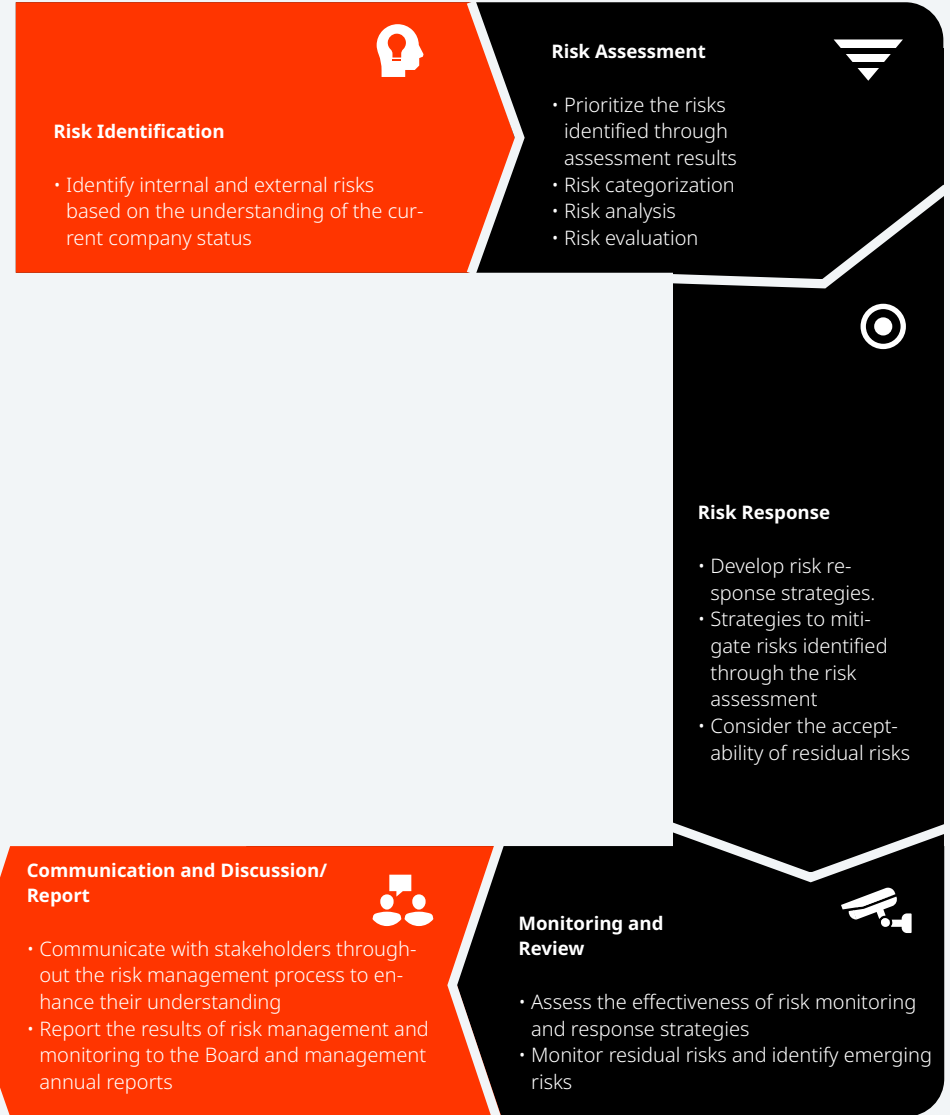 Risk Identification
• Identify internal and external risks
based on the understanding of the cur-
rent company status
Risk Assessment
• Prioritize the risks
identified through
assessment results
• Risk categorization
• Risk analysis
• Risk evaluation
Risk Response
• Develop risk re-
sponse strategies.
• Strategies to miti-
gate risks identified
through the risk
assessment
• Consider the accept-
ability of residual risks
Monitoring and
Review
• Assess the effectiveness of risk monitoring
and response strategies
• Monitor residual risks and identify emerging
risks
Communication and Discussion/
Report
• Communicate with stakeholders through-
out the risk management process to en-
hance their understanding
• Report the results of risk management and
monitoring to the Board and management
annual reports